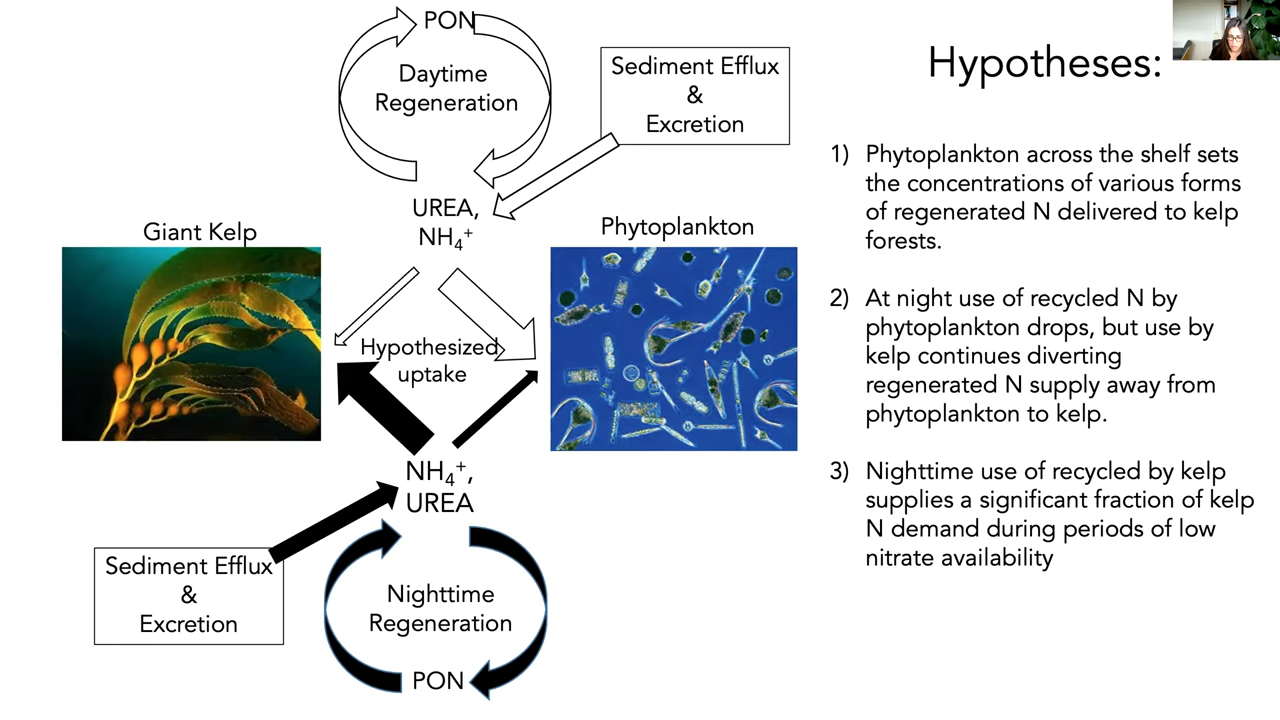 PON
Daytime
Regeneration
Sediment Efflux
&
Excretion
UREA,
NH₄⁺
Giant Kelp
Phytoplankton
Hypothesized
uptake
NH₄⁺,
UREA
Sediment Efflux
&
Excretion
Nighttime
Regeneration
PON
Hypotheses:
1) Phytoplankton across the shelf sets
the concentrations of various forms
of regenerated N delivered to kelp
forests.
2) At night use of recycled N by
phytoplankton drops, but use by
kelp continues diverting
regenerated N supply away from
phytoplankton to kelp.
3) Nighttime use of recycled by kelp
supplies a significant fraction of kelp
N demand during periods of low
nitrate availability